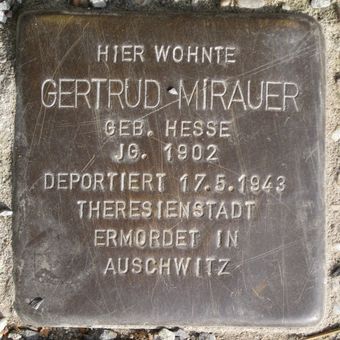 HIER WOHNTE
GERTRUD MIRAUER
GEB. HESSE
JG. 1902
DEPORTIERT 17.5.1943
THERESIENSTADT
ERMORDET IN
AUSCHWITZ